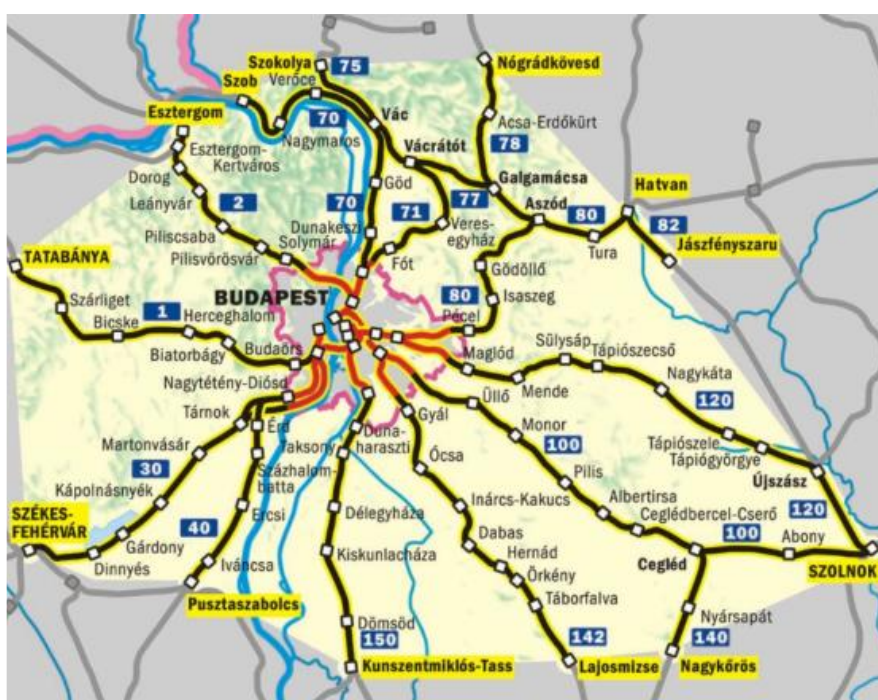 Szokolya
75
Nógrádkövesd
Szob
Verőce
Esztergom
Vác
Acsa-Erdőkürt
70
Nagymaros
Vácrátót
78
Esztergom-
Kertváros
Dorog
Göd
Galgamácsa
Hatvan
Leányvár
2
70
77
Aszód
80
82
71
Piliscsaba
Dunakeszi
Veres-
egyház
Jászfényszaru
Solymár
Tura
Pilisvörösvár
Fót
TATABÁNYA
Gödöllő
BUDAPEST
80
Isaszeg
Szárliget
1
Herceghalom
Pécel
Bicske
Sülysáp
Tápiószecső
Biatorbágy
Budaörs
Maglód
Nagytétény-Diósd
Mende
Nagykáta
Üllő
120
Tárnok
Gyál
Érd
Monor
Duna-
haraszti
Martonvásár
Taksony
100
Tápiószele
Tápiógyörgye
30
Százhalom-
batta
Ócsa
Pilis
Újszász
Kápolnásnyék
Albertirsa
120
Ercsi
Délegyháza
Inárcs-Kakucs
Ceglédbercel-Cserő
SZÉKES-
FEHÉRVÁR
40
100
Gárdony
Dabas
Abony
Kiskunlacháza
Hernád
Cegléd
Dinnyés
Iváncsa
SZOLNOK
Örkény
Pusztaszabolcs
Táborfalva
Dömsöd
Nyársapát
150
142
140
Kunszentmiklós-Tass
Lajosmizse
Nagykőrös